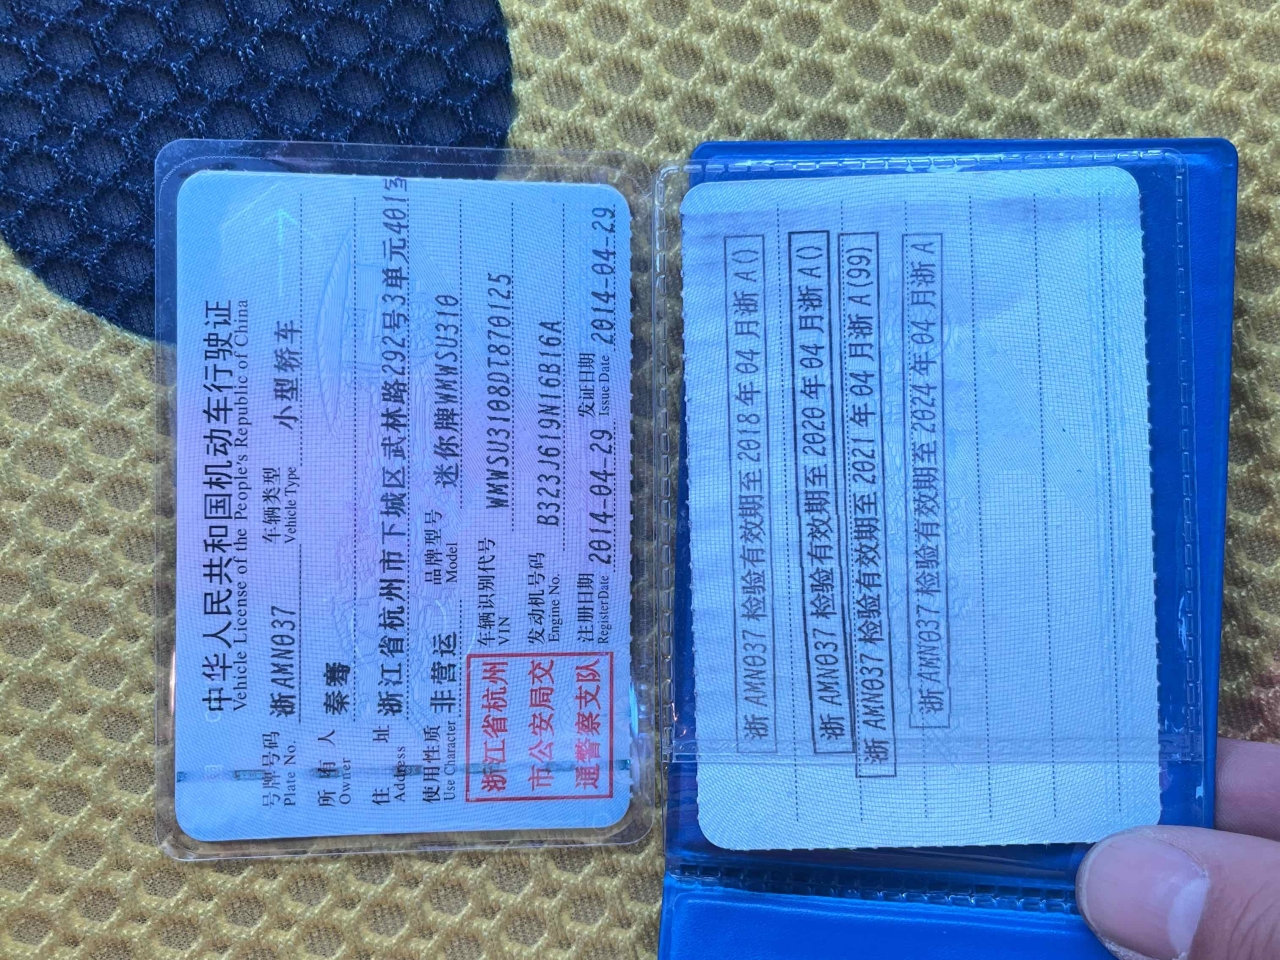 中华人民共和国机动车行驶证
Vehicle License of the People's Republic of China
号牌号码 浙AMN037 车辆类型 小型轿车
Plate No. Vehicle Type
所有人 秦骞
Owner
住址 浙江省杭州市下城区武林路292号3单元401室
Address
使用性质 非营运 品牌型号 迷你牌WMWSU310
Use Character Model
浙江省杭州
市公安局交
通警察支队
车辆识别代号 WMWSU3108DT870125
VIN
发动机号码 B323J619N16B16A
Engine No.
注册日期 2014-04-29 发证日期 2014-04-29
Register Date Issue Date
浙AMN037 检验有效期至2018年04月浙A()
浙AMN037 检验有效期至2020年04月浙A()
浙AMN037 检验有效期至2021年04月浙A(99)
浙AMN037 检验有效期至2024年04月浙A